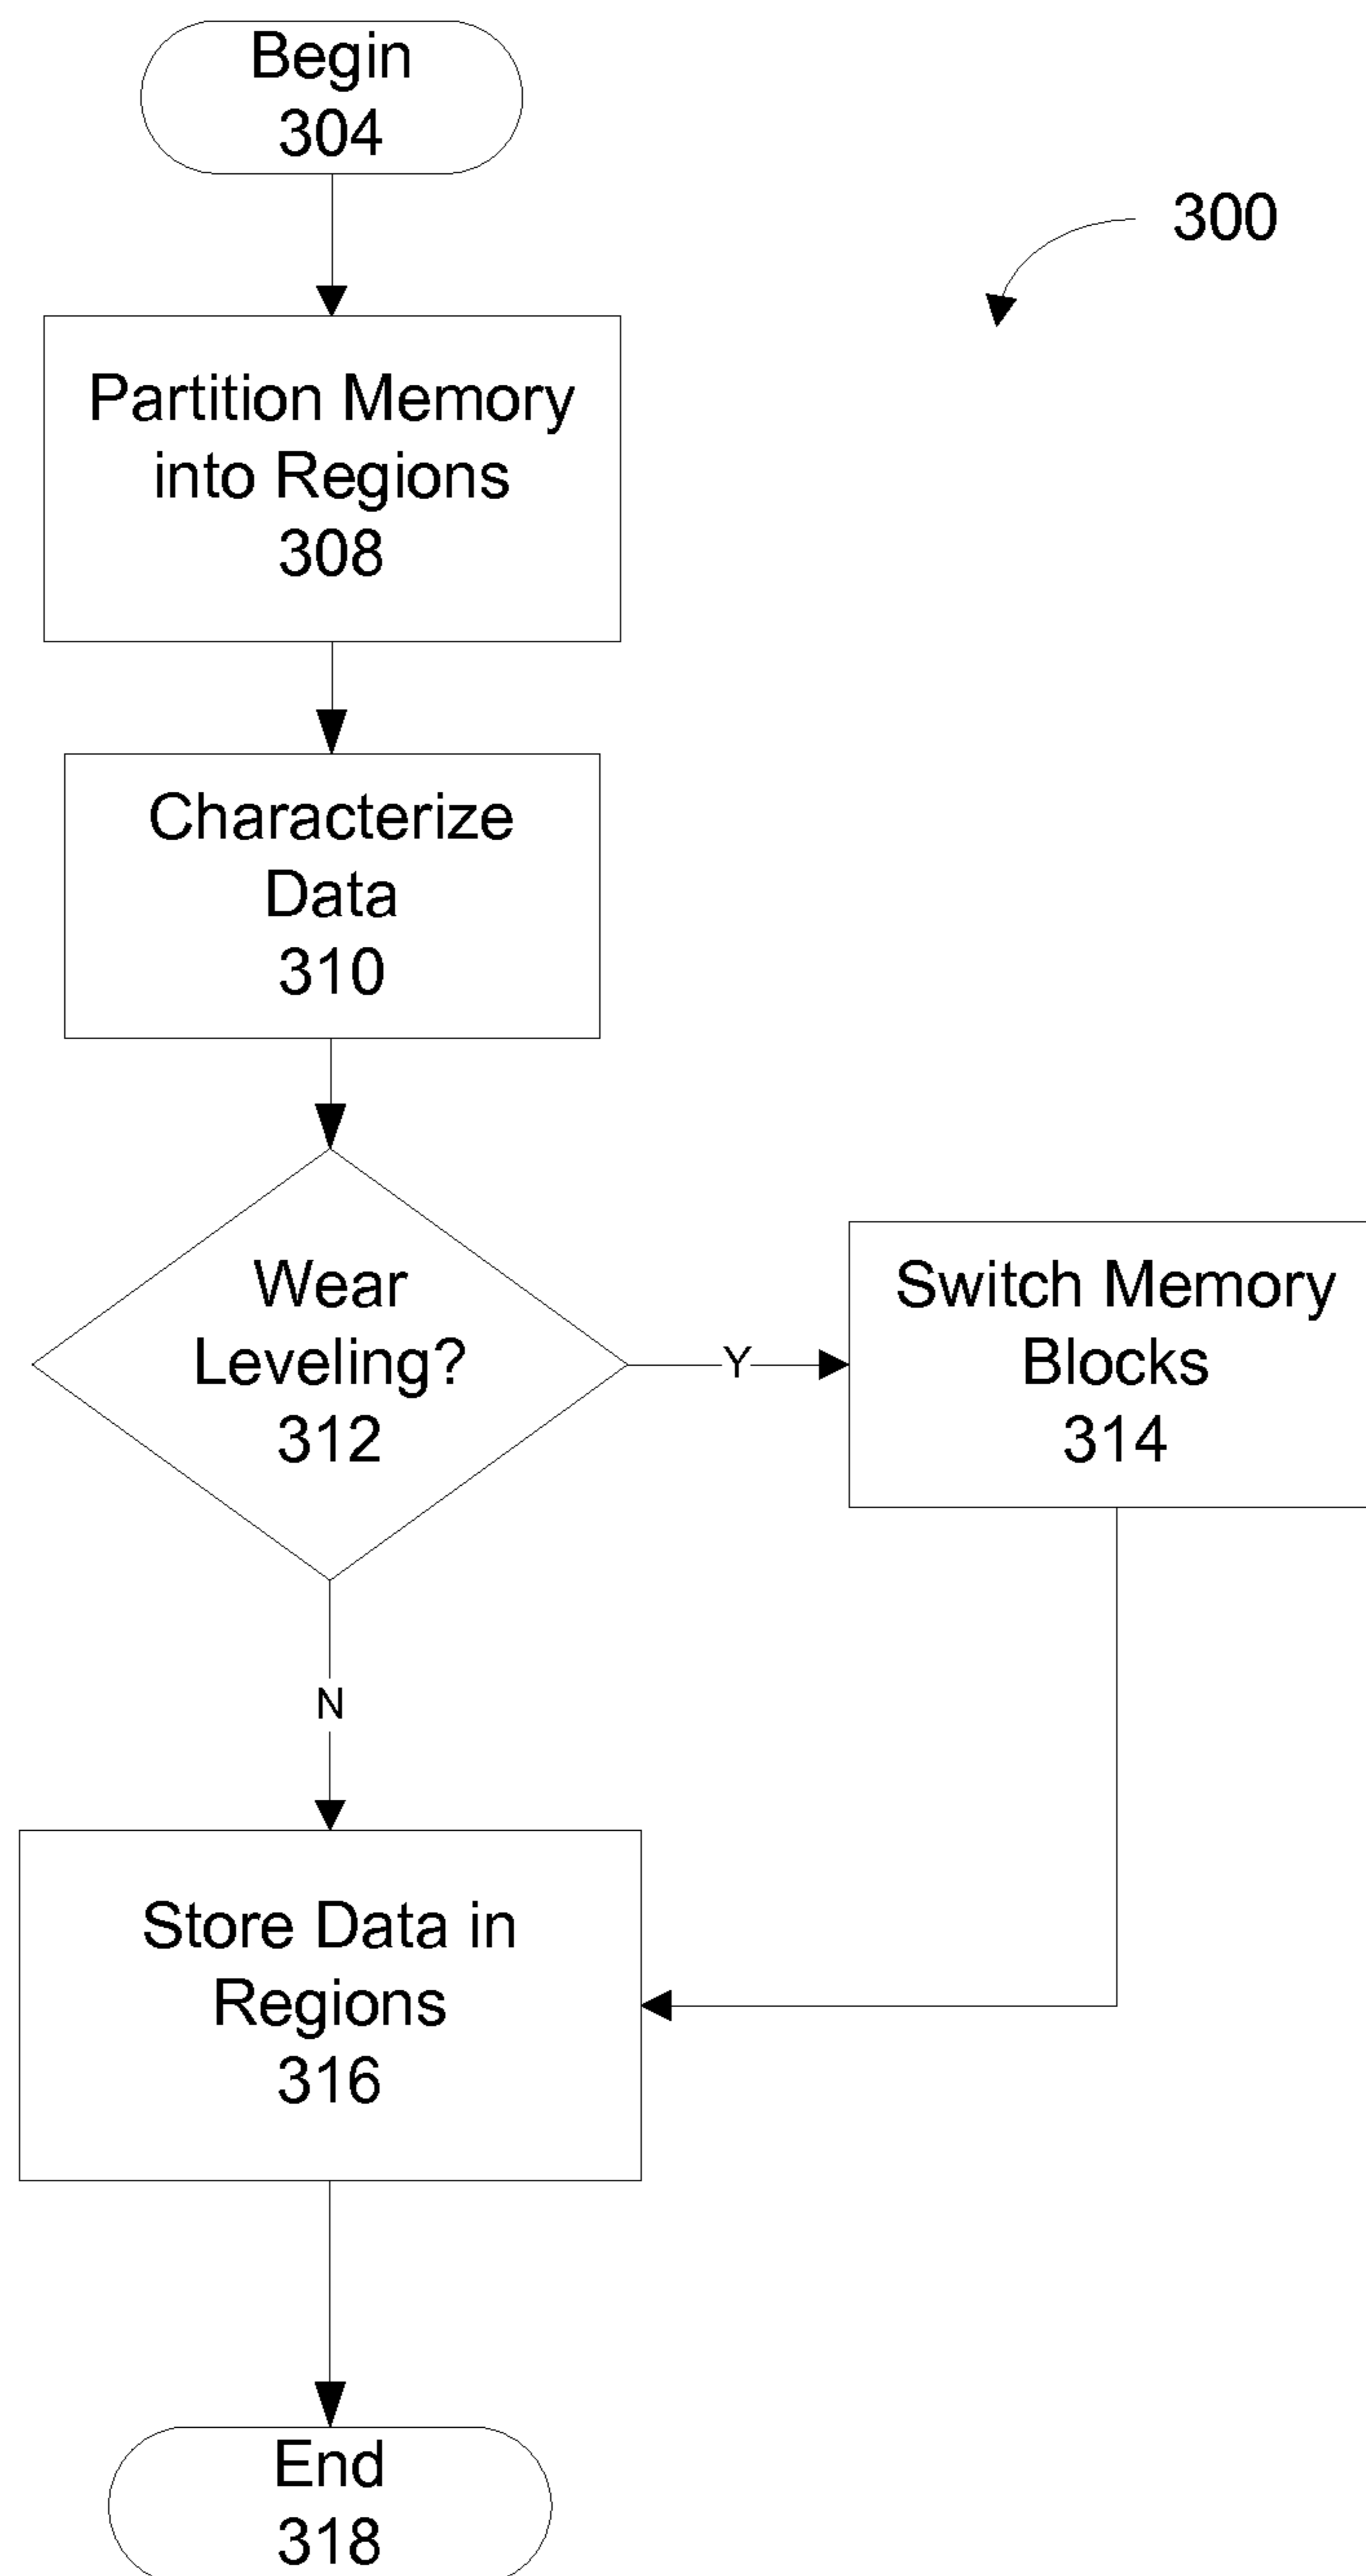 Begin
304
300
Partition Memory
into Regions
308
Characterize
Data
310
Wear
Leveling?
312
Y
Switch Memory
Blocks
314
N
Store Data in
Regions
316
End
318